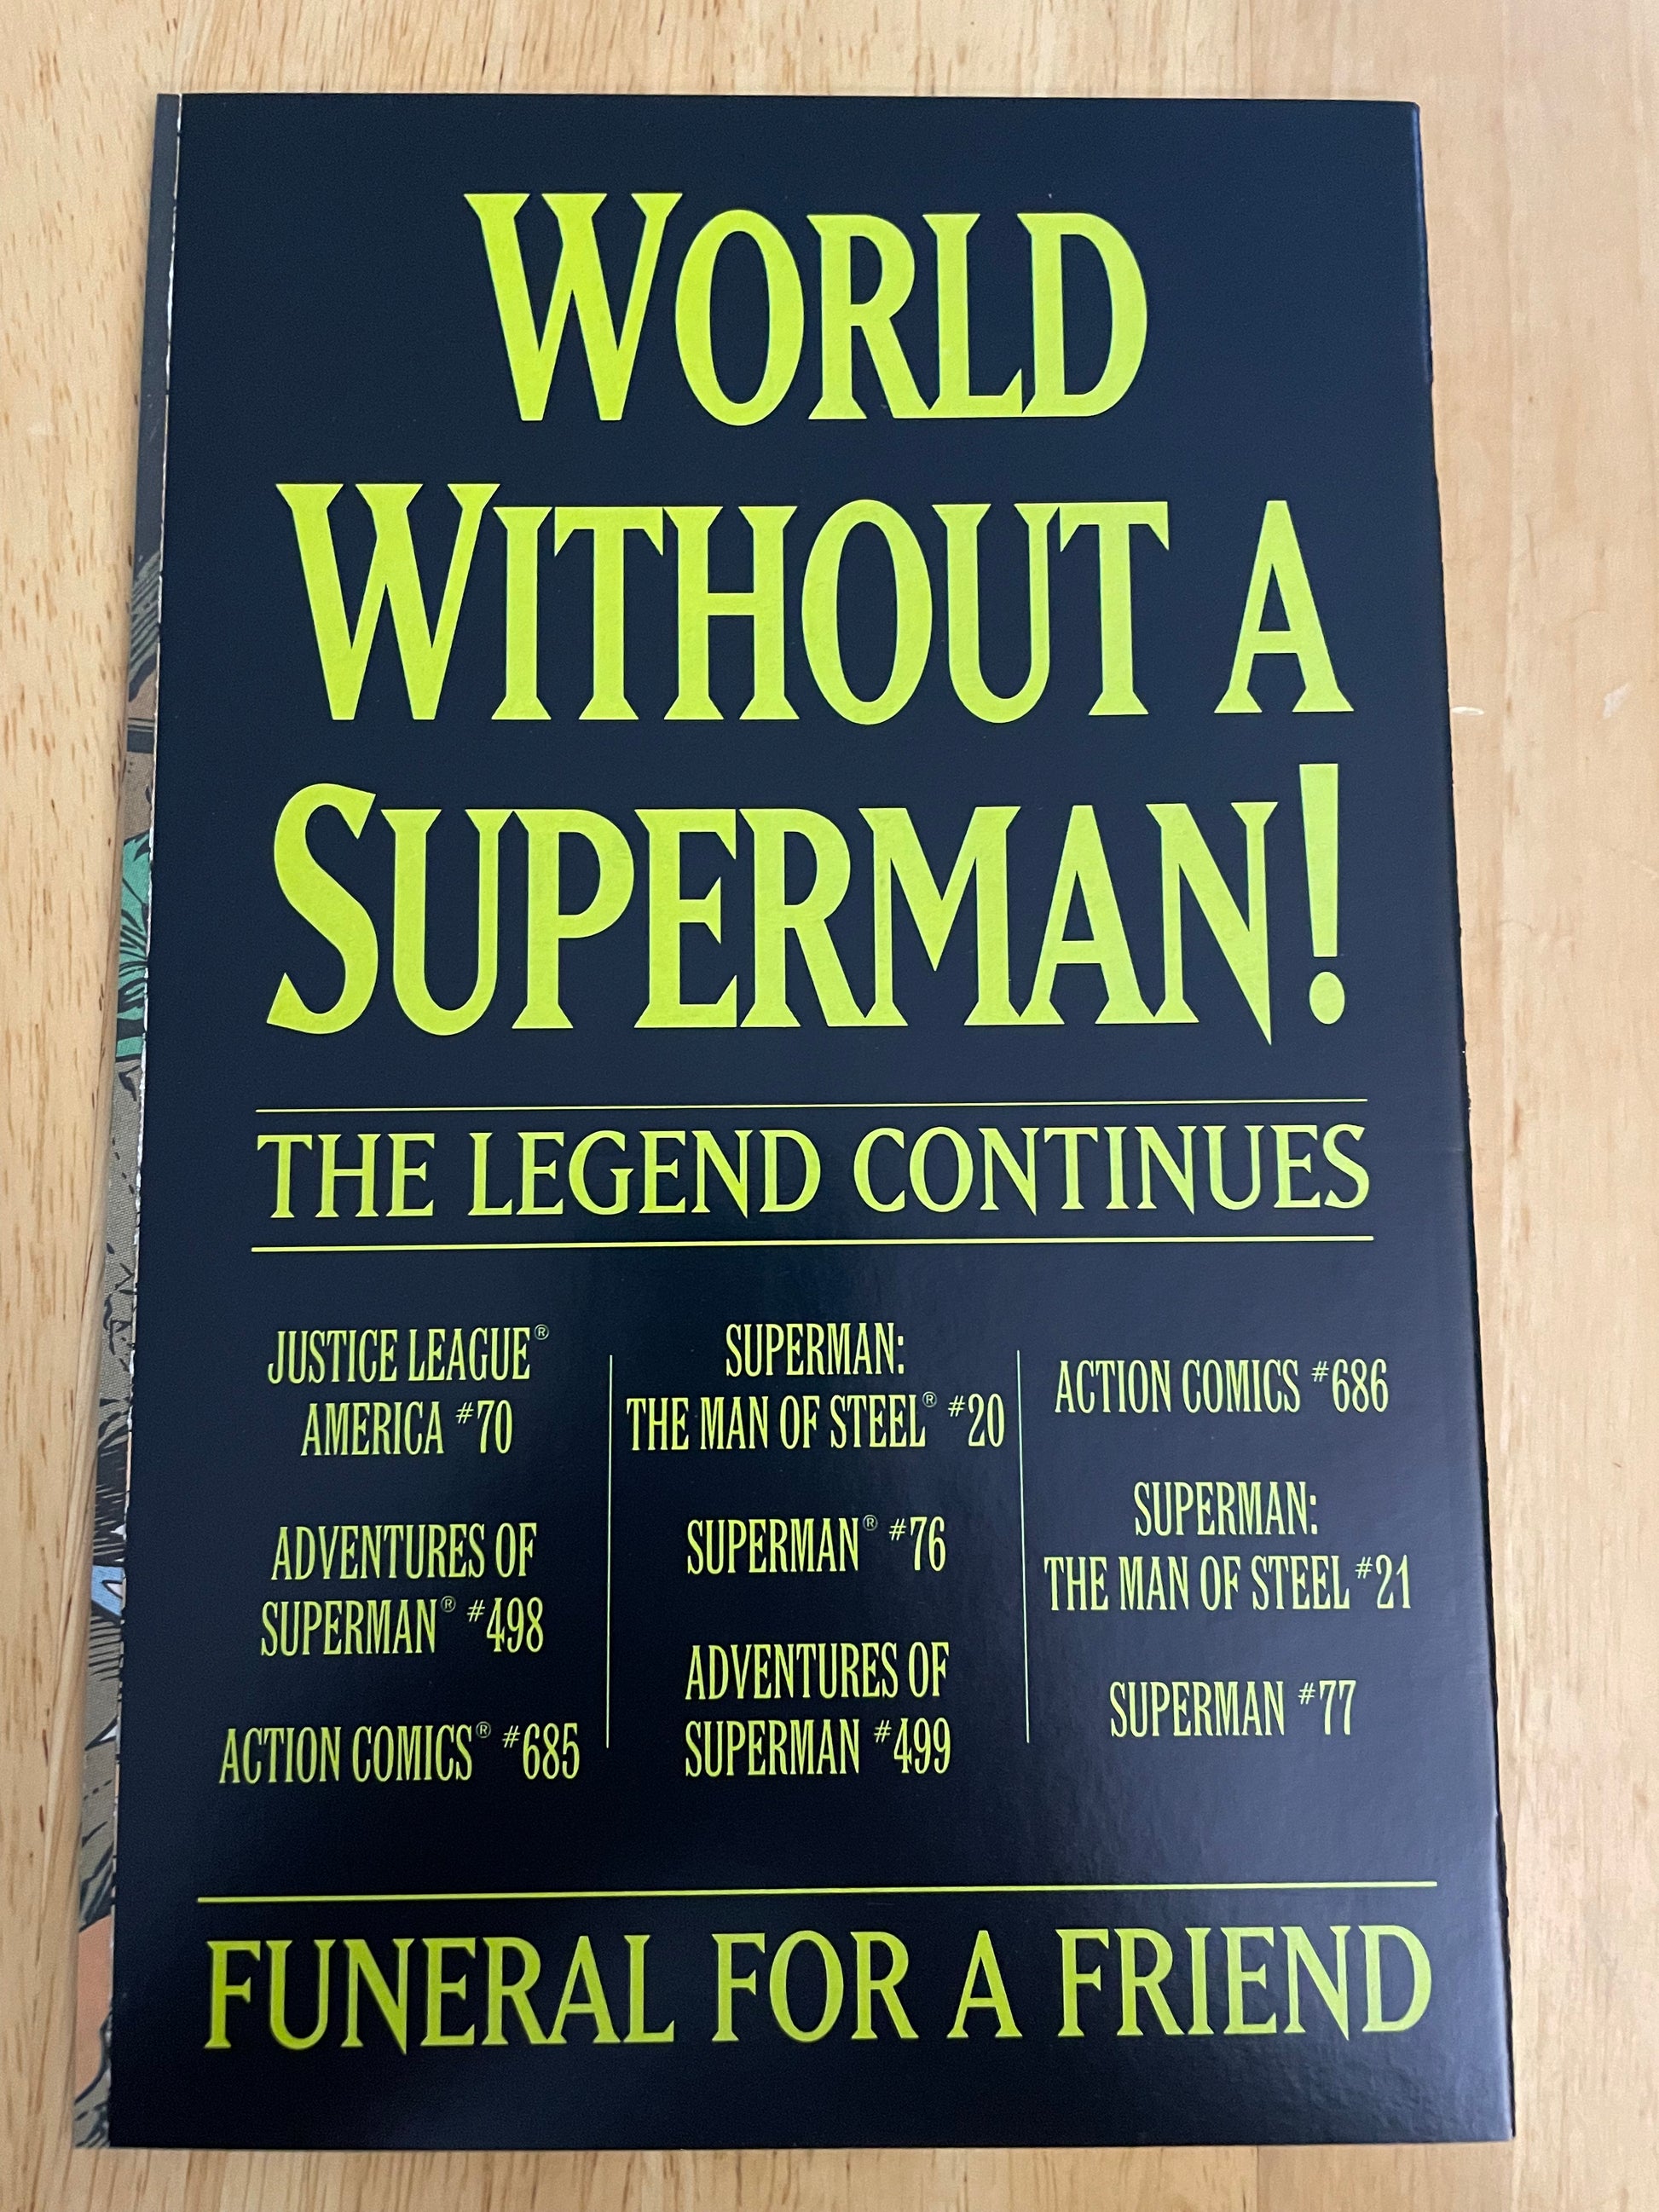 WORLD
WITHOUT A
SUPERMAN!
THE LEGEND CONTINUES
JUSTICE LEAGUE®
AMERICA #70
ADVENTURES OF
SUPERMAN® #498
ACTION COMICS® #685
SUPERMAN:
THE MAN OF STEEL® #20
SUPERMAN® #76
ADVENTURES OF
SUPERMAN #499
ACTION COMICS #686
SUPERMAN:
THE MAN OF STEEL #21
SUPERMAN #77
FUNERAL FOR A FRIEND